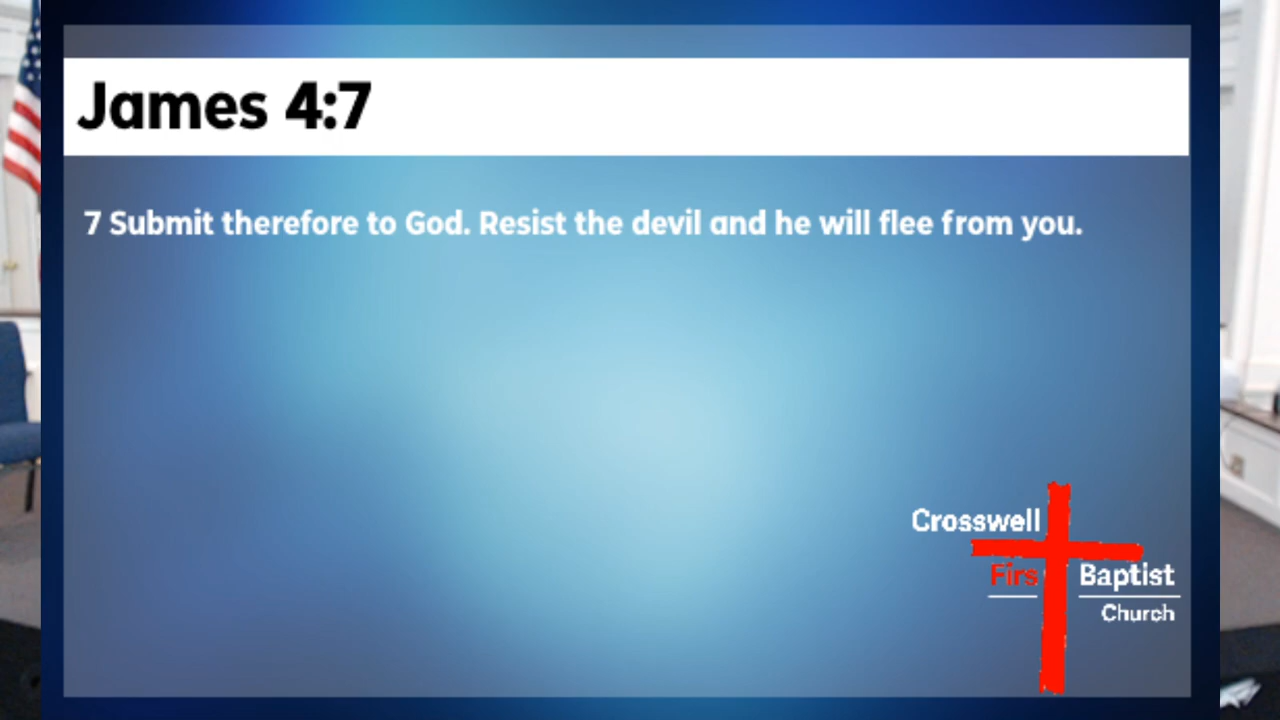 James 4:7
7 Submit therefore to God. Resist the devil and he will flee from you.
Crosswell
Firs Baptist
Church